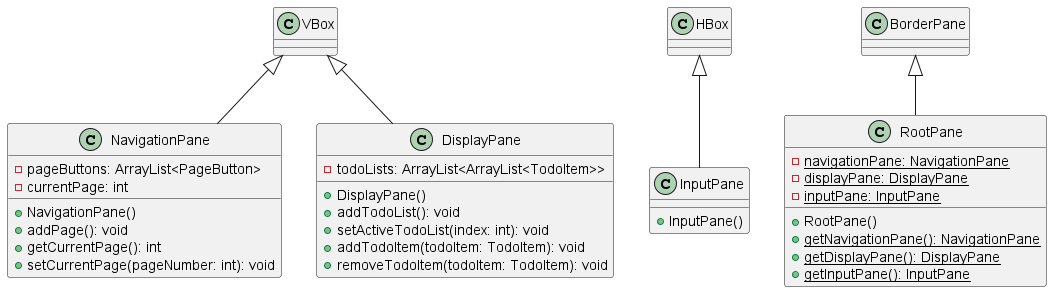 C VBox
C HBox
C BorderPane
C NavigationPane
pageButtons: ArrayList<PageButton>
currentPage: int
NavigationPane()
addPage(): void
getCurrentPage(): int
setCurrentPage(pageNumber: int): void
C DisplayPane
todoLists: ArrayList<ArrayList<TodoItem>>
DisplayPane()
addTodoList(): void
setActiveTodoList(index: int): void
addTodoItem(todoItem: TodoItem): void
removeTodoItem(todoItem: TodoItem): void
C InputPane
InputPane()
C RootPane
navigationPane: NavigationPane
displayPane: DisplayPane
inputPane: InputPane
RootPane()
getNavigationPane(): NavigationPane
getDisplayPane(): DisplayPane
getInputPane(): InputPane